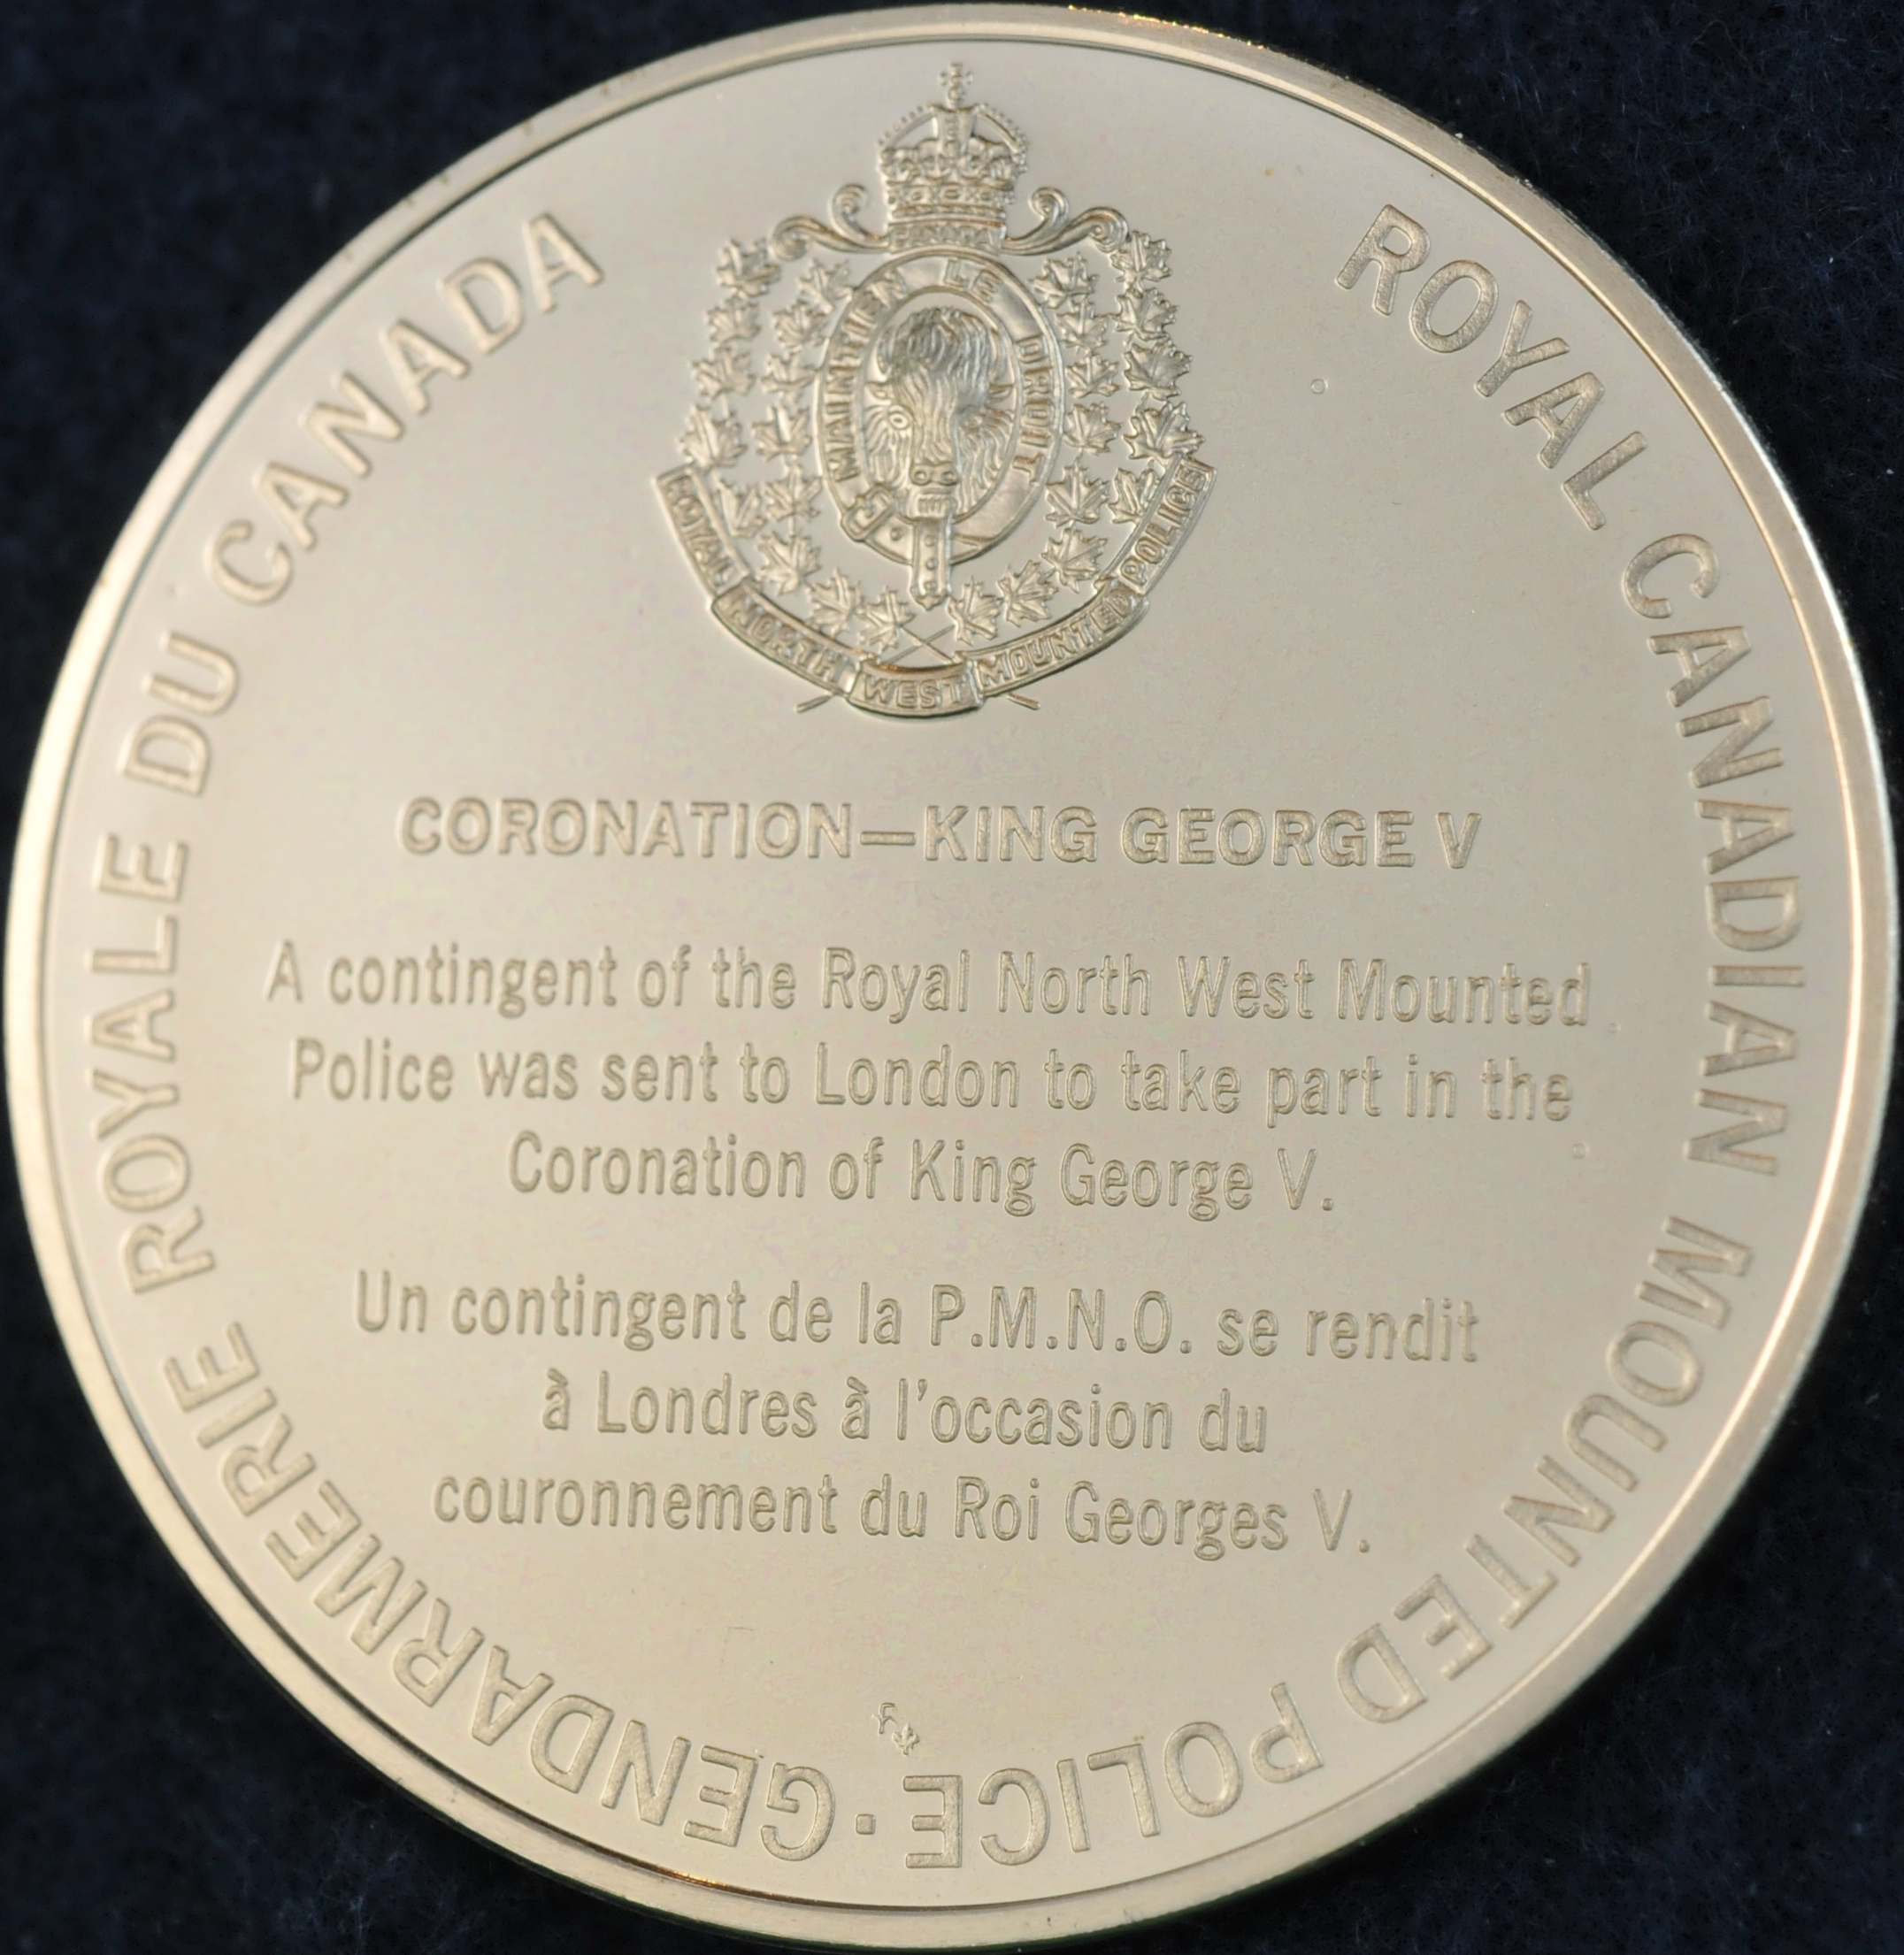 ROYAL CANADIAN MOUNTED POLICE · GENDARMERIE ROYALE DU CANADA
MAINTIEN LE DROIT
CANADA
ROYAL NORTH WEST MOUNTED POLICE
CORONATION—KING GEORGE V
A contingent of the Royal North West Mounted
Police was sent to London to take part in the
Coronation of King George V.
Un contingent de la P.M.N.O. se rendit
à Londres à l'occasion du
couronnement du Roi Georges V.